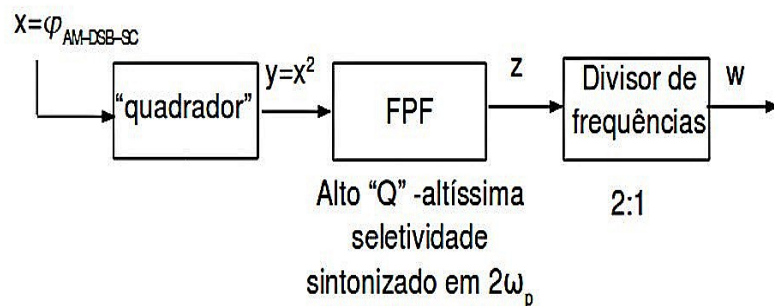 x=φAM–DSB–SC
"quadrador"
y=x²
FPF
z
Divisor de
frequências
w
Alto "Q" -altíssima
seletividade
sintonizado em 2ωp
2:1